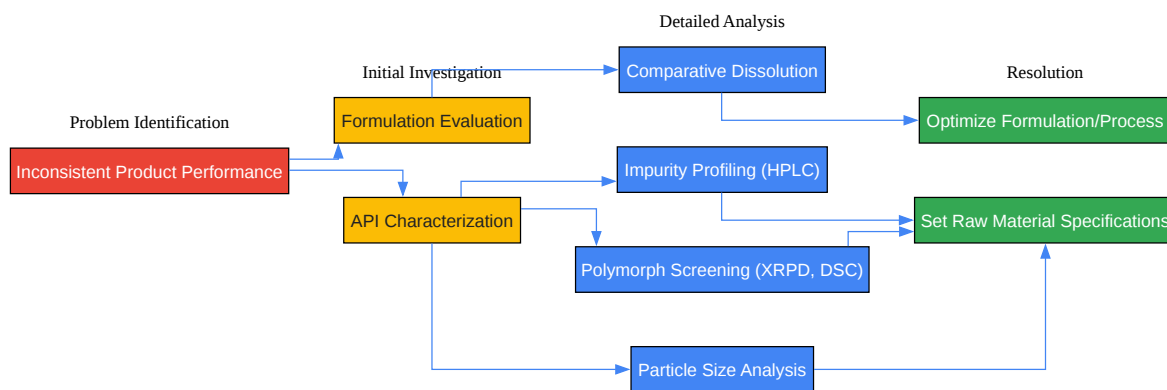 Detailed Analysis
Comparative Dissolution
Initial Investigation
Resolution
Formulation Evaluation
Optimize Formulation/Process
Problem Identification
Inconsistent Product Performance
Impurity Profiling (HPLC)
API Characterization
Set Raw Material Specifications
Polymorph Screening (XRPD, DSC)
Particle Size Analysis